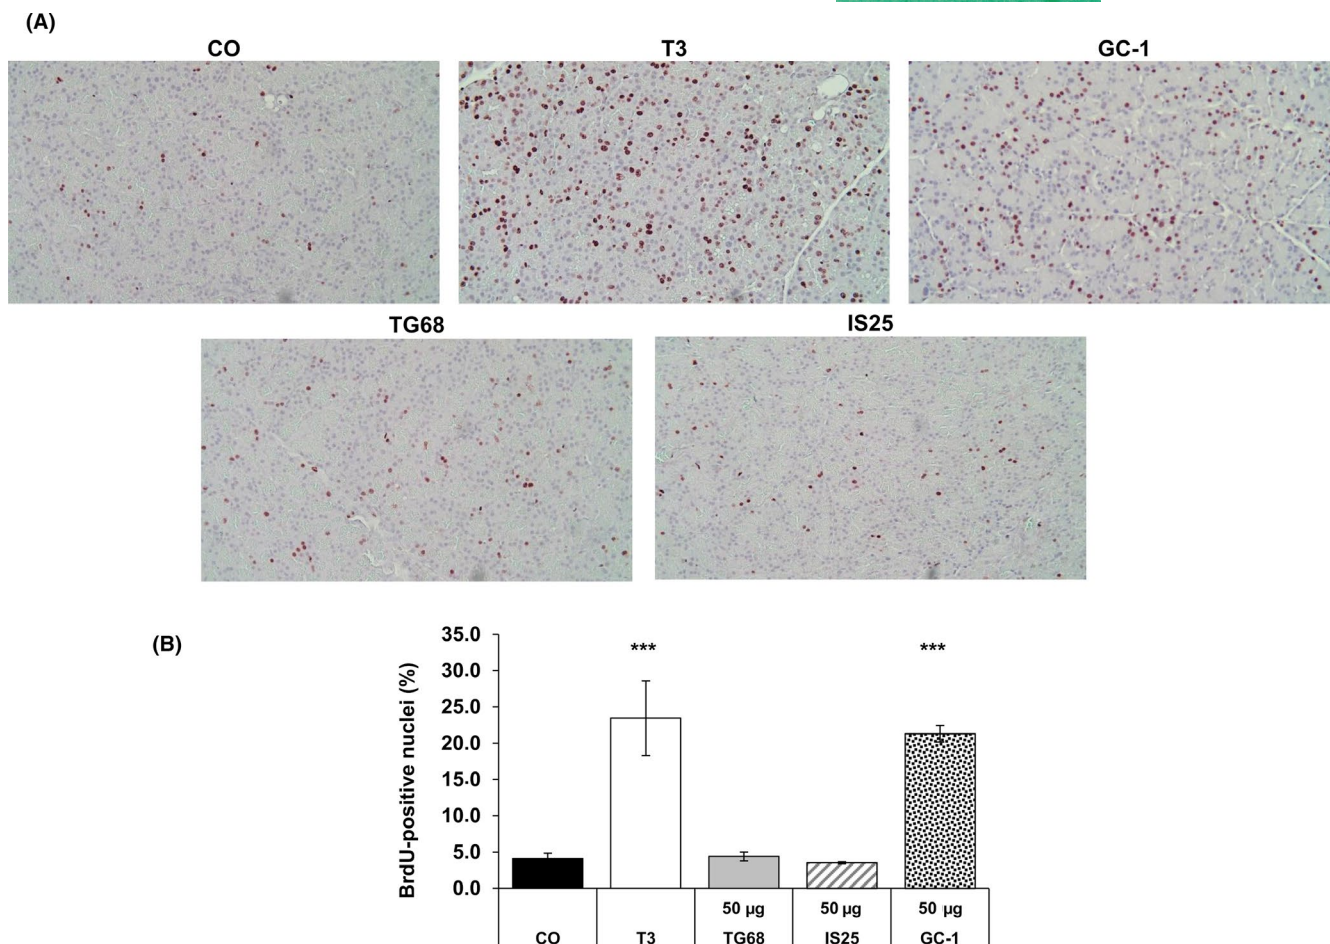 (A)
CO
T3
GC-1
TG68
IS25
(B)
BrdU-positive nuclei (%)
35.0
30.0
25.0
20.0
15.0
10.0
5.0
0.0
***
***
50 µg
50 µg
50 µg
CO
T3
TG68
IS25
GC-1